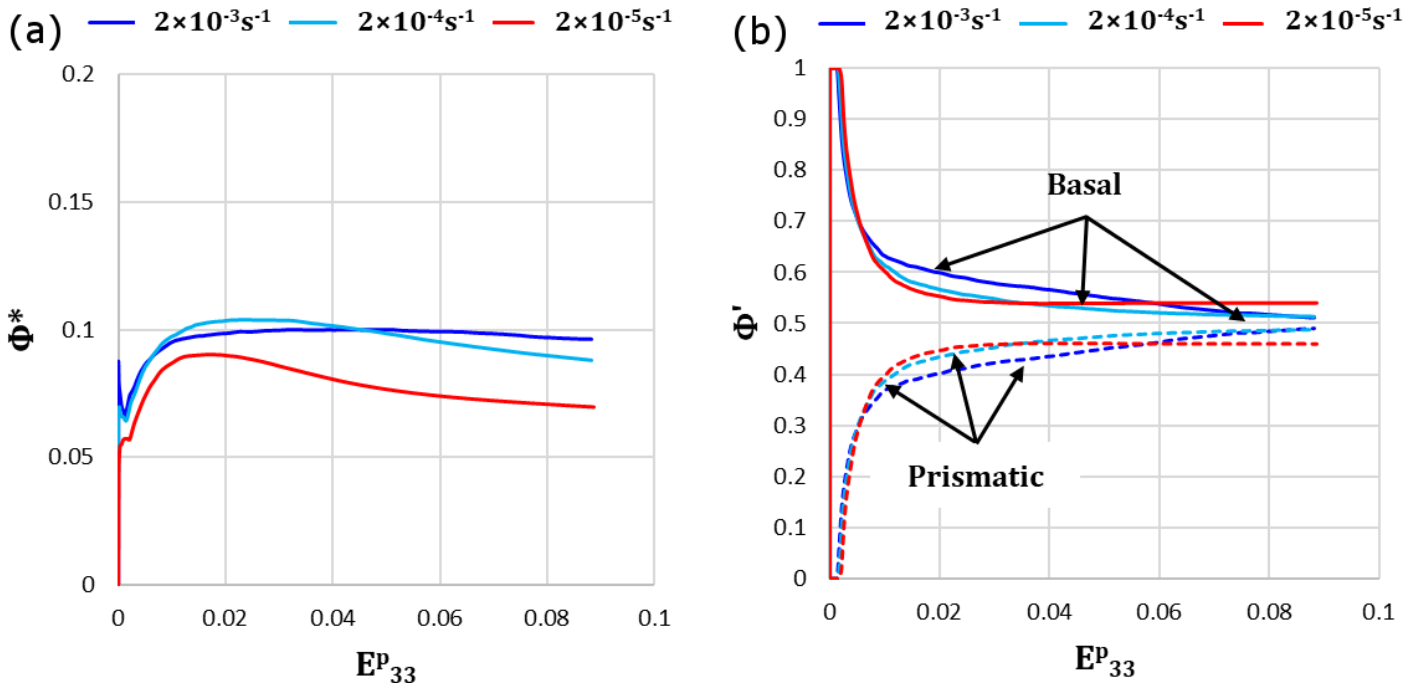 (a) 2×10⁻³s⁻¹ 2×10⁻⁴s⁻¹ 2×10⁻⁵s⁻¹
0.2
0.15
0.1
0.05
0
Φ*
0 0.02 0.04 0.06 0.08 0.1
Eᵖ₃₃
(b) 2×10⁻³s⁻¹ 2×10⁻⁴s⁻¹ 2×10⁻⁵s⁻¹
1
0.9
0.8
0.7
0.6
0.5
0.4
0.3
0.2
0.1
0
Φ'
Basal
Prismatic
0 0.02 0.04 0.06 0.08 0.1
Eᵖ₃₃